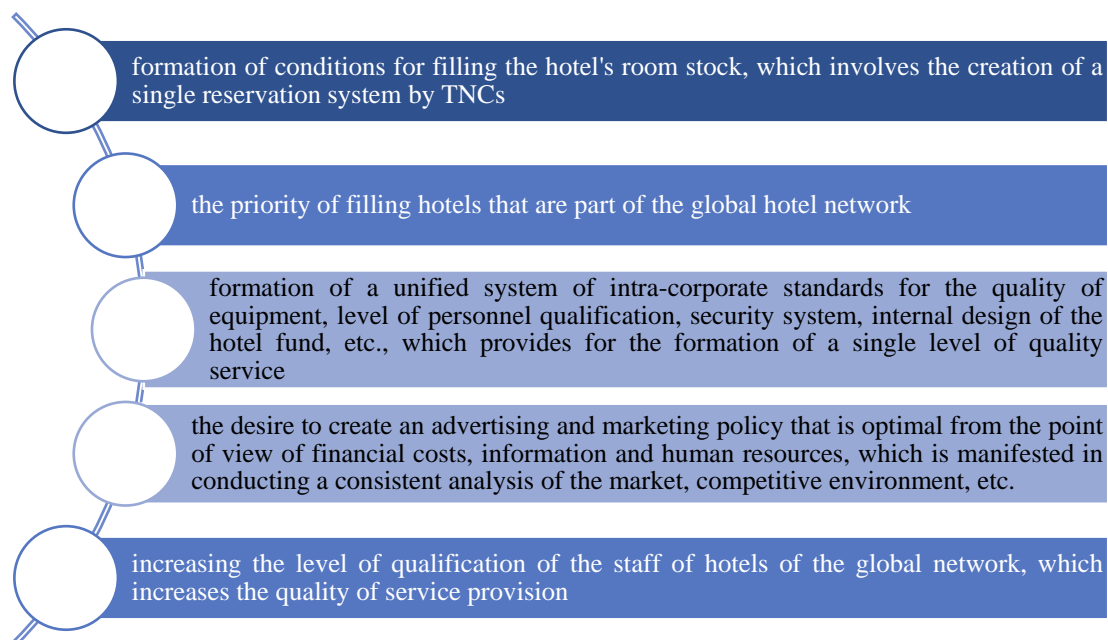 formation of conditions for filling the hotel's room stock, which involves the creation of a
single reservation system by TNCs
the priority of filling hotels that are part of the global hotel network
formation of a unified system of intra-corporate standards for the quality of
equipment, level of personnel qualification, security system, internal design of the
hotel fund, etc., which provides for the formation of a single level of quality
service
the desire to create an advertising and marketing policy that is optimal from the point
of view of financial costs, information and human resources, which is manifested in
conducting a consistent analysis of the market, competitive environment, etc.
increasing the level of qualification of the staff of hotels of the global network, which
increases the quality of service provision